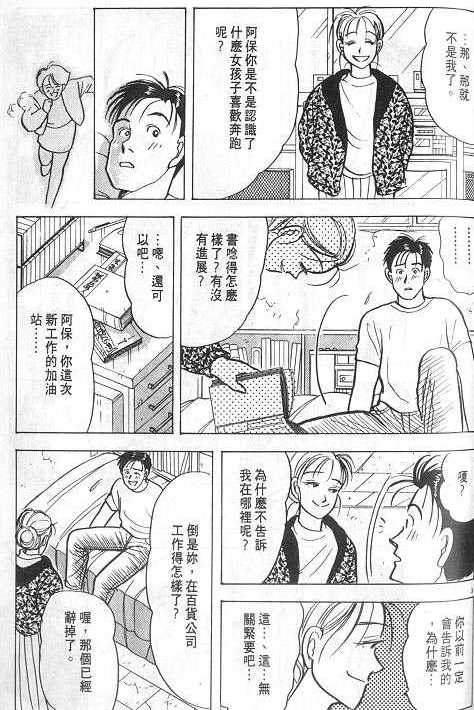 …那、那就
不是我了。
阿保你是不是認識了
什麼女孩子喜歡奔跑
呢？
………
書唸得怎麼
樣了？有沒
有進展？
…嗯、還可
以吧…
阿保，你這次
新工作的加油
站……
嗄？
為什麼不告訴
我在哪裡呢？
倒是妳，在百貨公司
工作得怎樣了？
喔，那個已經
辭掉了。
你以前一定
會告訴我的
，為什麼…
這…、這…無
關緊要吧…